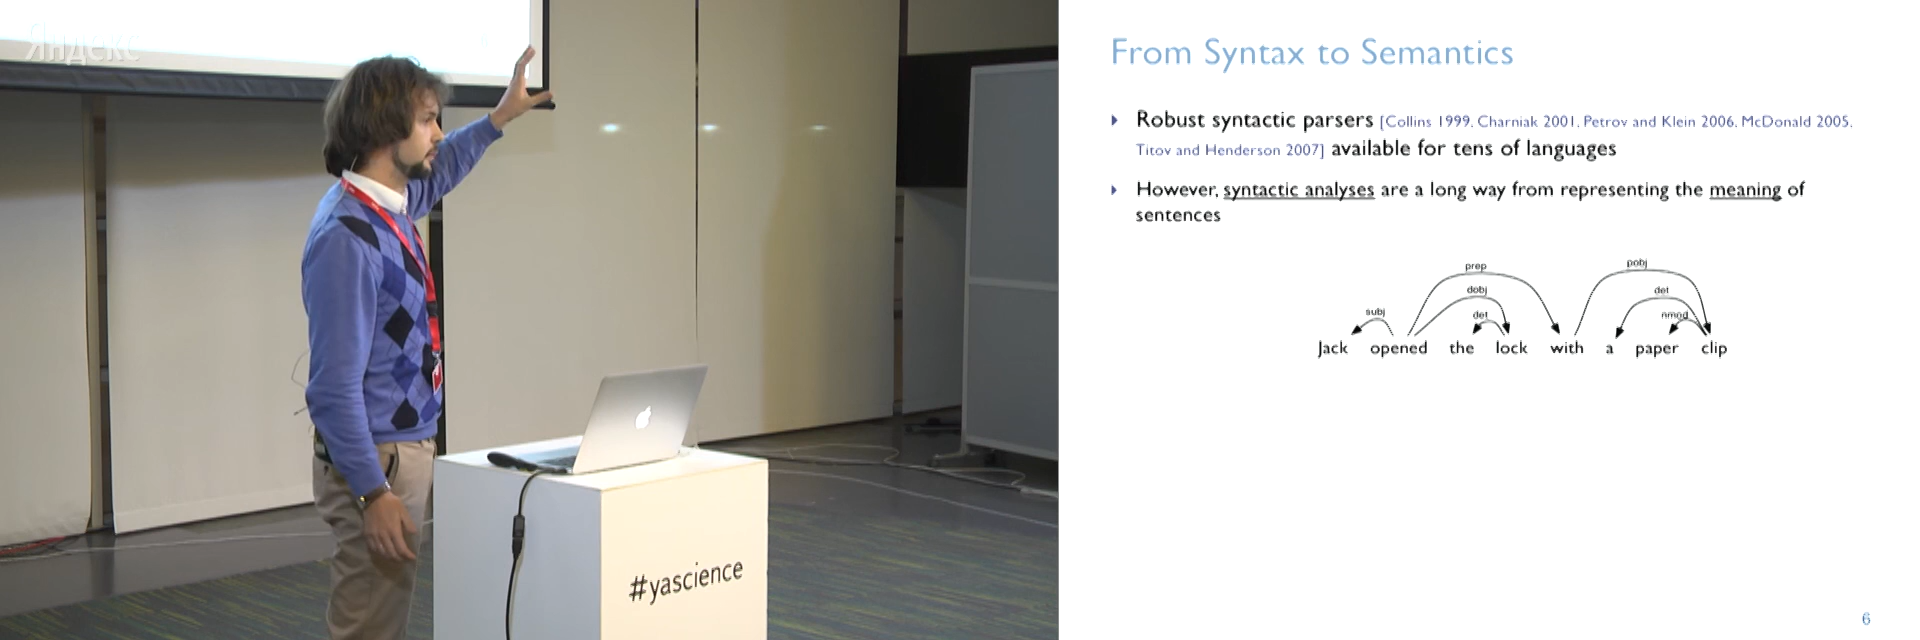 Яндекс
#yascience
From Syntax to Semantics
Robust syntactic parsers [Collins 1999, Charniak 2001, Petrov and Klein 2006, McDonald 2005,
Titov and Henderson 2007] available for tens of languages
However, syntactic analyses are a long way from representing the meaning of
sentences
prep
pobj
dobj
det
subj
det
nmod
Jack opened the lock with a paper clip
6